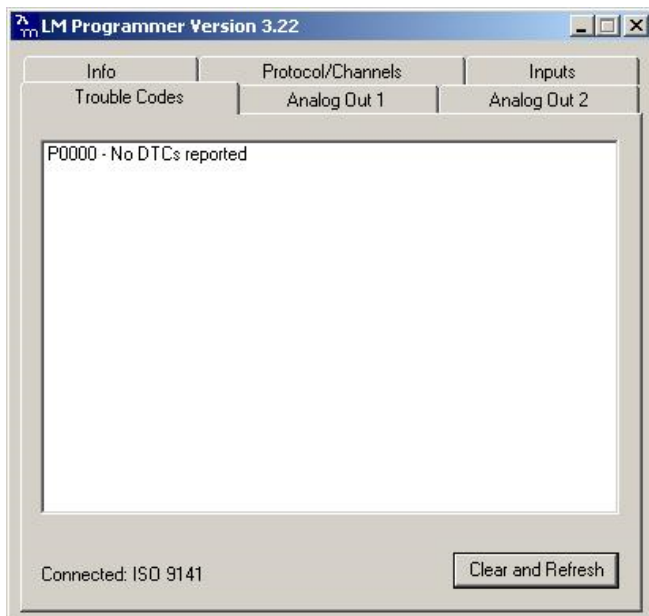 LM Programmer Version 3.22
Info Protocol/Channels Inputs
Trouble Codes Analog Out 1 Analog Out 2
P0000 - No DTCs reported
Connected: ISO 9141 Clear and Refresh